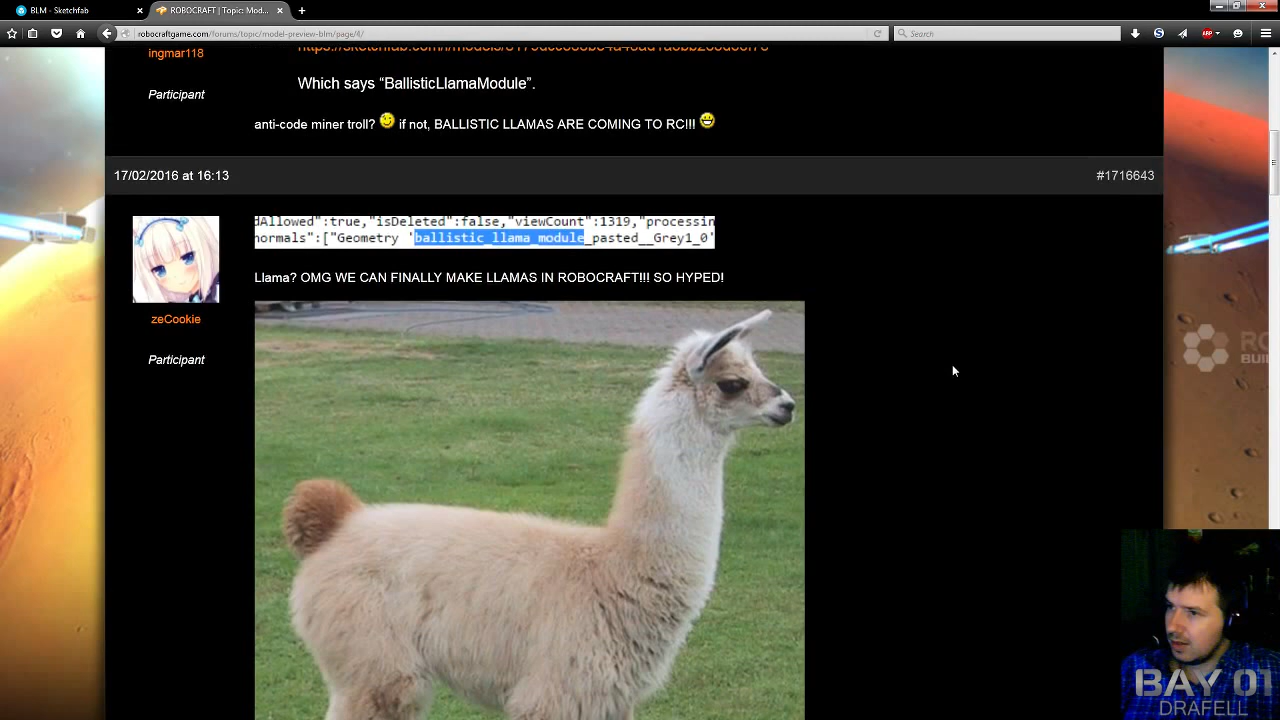 BLM - Sketchfab
ROBOCRAFT | Topic: Mod...
robocraftgame.com/forums/topic/model-preview-blm/page/4/
Search
ABP
ingmar118
Participant
Which says “BallisticLlamaModule”.
anti-code miner troll? if not, BALLISTIC LLAMAS ARE COMING TO RC!!!
17/02/2016 at 16:13
#1716643
dAllowed":true,"isDeleted":false,"viewCount":1319,"processin
normals":["Geometry 'ballistic_llama_module_pasted__Grey1_0'
Llama? OMG WE CAN FINALLY MAKE LLAMAS IN ROBOCRAFT!!! SO HYPED!
zeCookie
Participant
BAY 01
DRAFELL